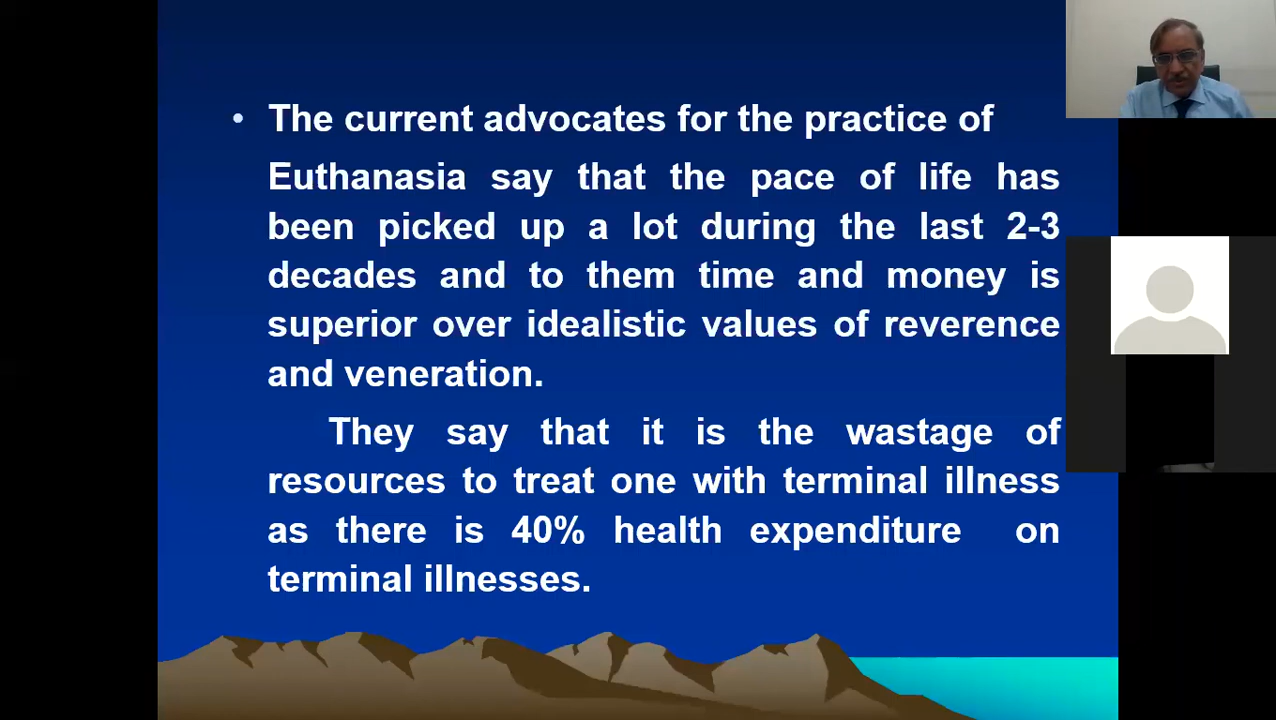 • The current advocates for the practice of
Euthanasia say that the pace of life has
been picked up a lot during the last 2-3
decades and to them time and money is
superior over idealistic values of reverence
and veneration.
They say that it is the wastage of
resources to treat one with terminal illness
as there is 40% health expenditure on
terminal illnesses.